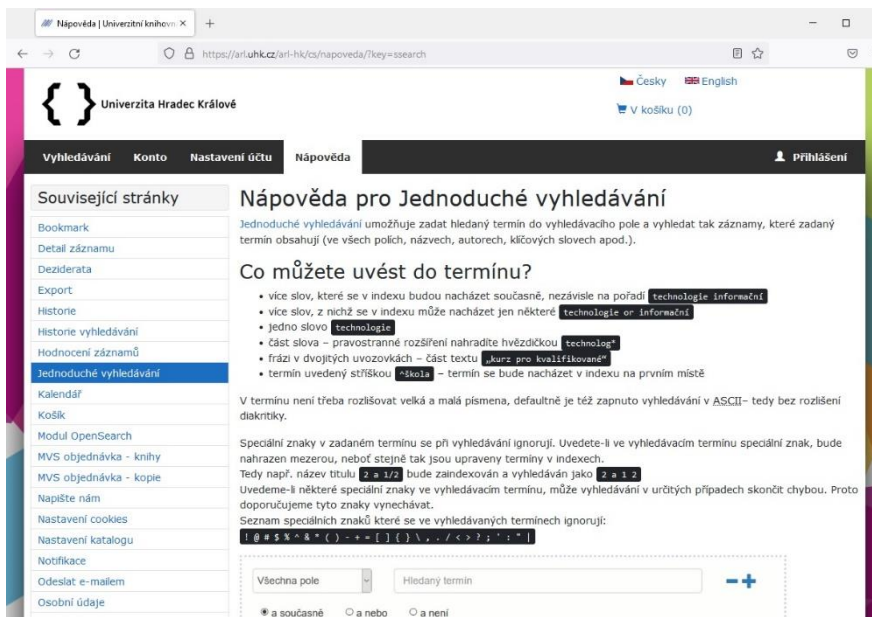 Nápověda | Univerzitní knihovn
https://arl.uhk.cz/arl-hk/cs/napoveda/?key=ssearch
Česky English
V košíku (0)
{ } Univerzita Hradec Králové
Vyhledávání Konto Nastavení účtu Nápověda Přihlášení
Související stránky
Bookmark
Detail záznamu
Deziderata
Export
Historie
Historie vyhledávání
Hodnocení záznamů
Jednoduché vyhledávání
Kalendář
Košík
Modul OpenSearch
MVS objednávka - knihy
MVS objednávka - kopie
Napište nám
Nastavení cookies
Nastavení katalogu
Notifikace
Odeslat e-mailem
Osobní údaje
Nápověda pro Jednoduché vyhledávání
Jednoduché vyhledávání umožňuje zadat hledaný termín do vyhledávacího pole a vyhledat tak záznamy, které zadaný
termín obsahují (ve všech polích, názvech, autorech, klíčových slovech apod.).
Co můžete uvést do termínu?
• více slov, které se v indexu budou nacházet současně, nezávisle na pořadí technologie informační
• více slov, z nichž se v indexu může nacházet jen některé technologie or informační
• jedno slovo technologie
• část slova – pravostranné rozšíření nahradíte hvězdičkou technolog*
• frázi v dvojitých uvozovkách – část textu „kurz pro kvalifikované“
• termín uvedený stříškou ^škola – termín se bude nacházet v indexu na prvním místě
V termínu není třeba rozlišovat velká a malá písmena, defaultně je též zapnuto vyhledávání v ASCII– tedy bez rozlišení
diakritiky.
Speciální znaky v zadaném termínu se při vyhledávání ignorují. Uvedete-li ve vyhledávacím termínu speciální znak, bude
nahrazen mezerou, neboť stejně tak jsou upraveny termíny v indexech.
Tedy např. název titulu 2 a 1/2 bude zaindexován a vyhledáván jako 2 a 1 2
Uvedeme-li některé speciální znaky ve vyhledávacím termínu, může vyhledávání v určitých případech skončit chybou. Proto
doporučujeme tyto znaky vynechávat.
Seznam speciálních znaků které se ve vyhledávaných termínech ignorují:
! @ # $ % ^ & * ( ) - + = [ ] { } \ , . / < > ? ; ' : " |
Všechna pole Hledaný termín
a současně a nebo a není